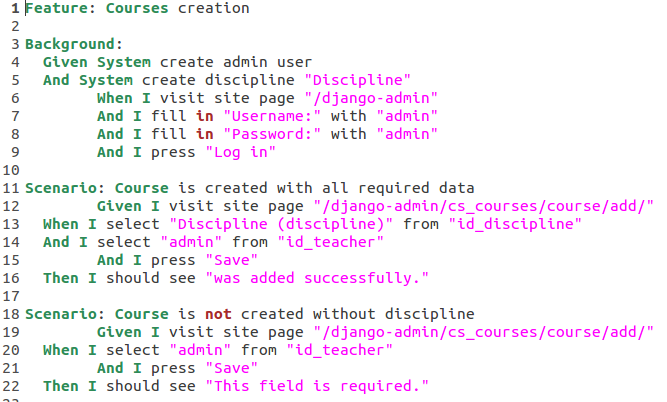 1 Feature: Courses creation
2
3 Background:
4   Given System create admin user
5   And System create discipline "Discipline"
6         When I visit site page "/django-admin"
7         And I fill in "Username:" with "admin"
8         And I fill in "Password:" with "admin"
9         And I press "Log in"
10
11 Scenario: Course is created with all required data
12         Given I visit site page "/django-admin/cs_courses/course/add/"
13   When I select "Discipline (discipline)" from "id_discipline"
14   And I select "admin" from "id_teacher"
15         And I press "Save"
16   Then I should see "was added successfully."
17
18 Scenario: Course is not created without discipline
19         Given I visit site page "/django-admin/cs_courses/course/add/"
20   When I select "admin" from "id_teacher"
21         And I press "Save"
22   Then I should see "This field is required."